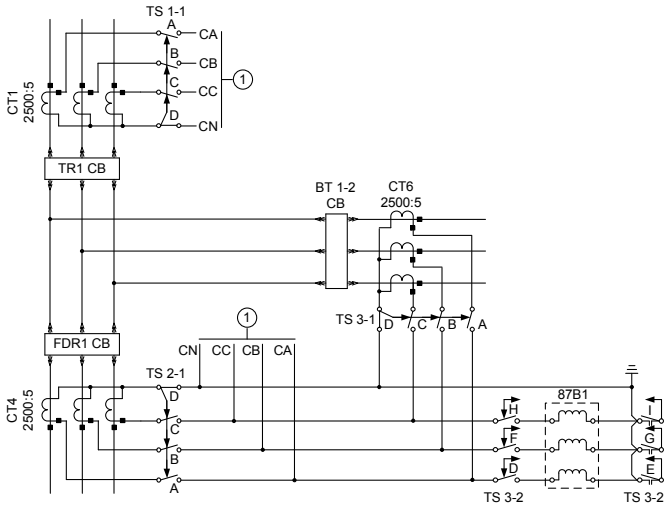 TS 1-1
A
CA
B
CB
1
C
CC
D
CN
CT1
2500:5
TR1 CB
BT 1-2
CB
CT6
2500:5
TS 3-1
D
C
B
A
1
FDR1 CB
CN
CC
CB
CA
TS 2-1
D
87B1
CT4
2500:5
C
H
I
B
F
G
A
D
E
TS 3-2
TS 3-2